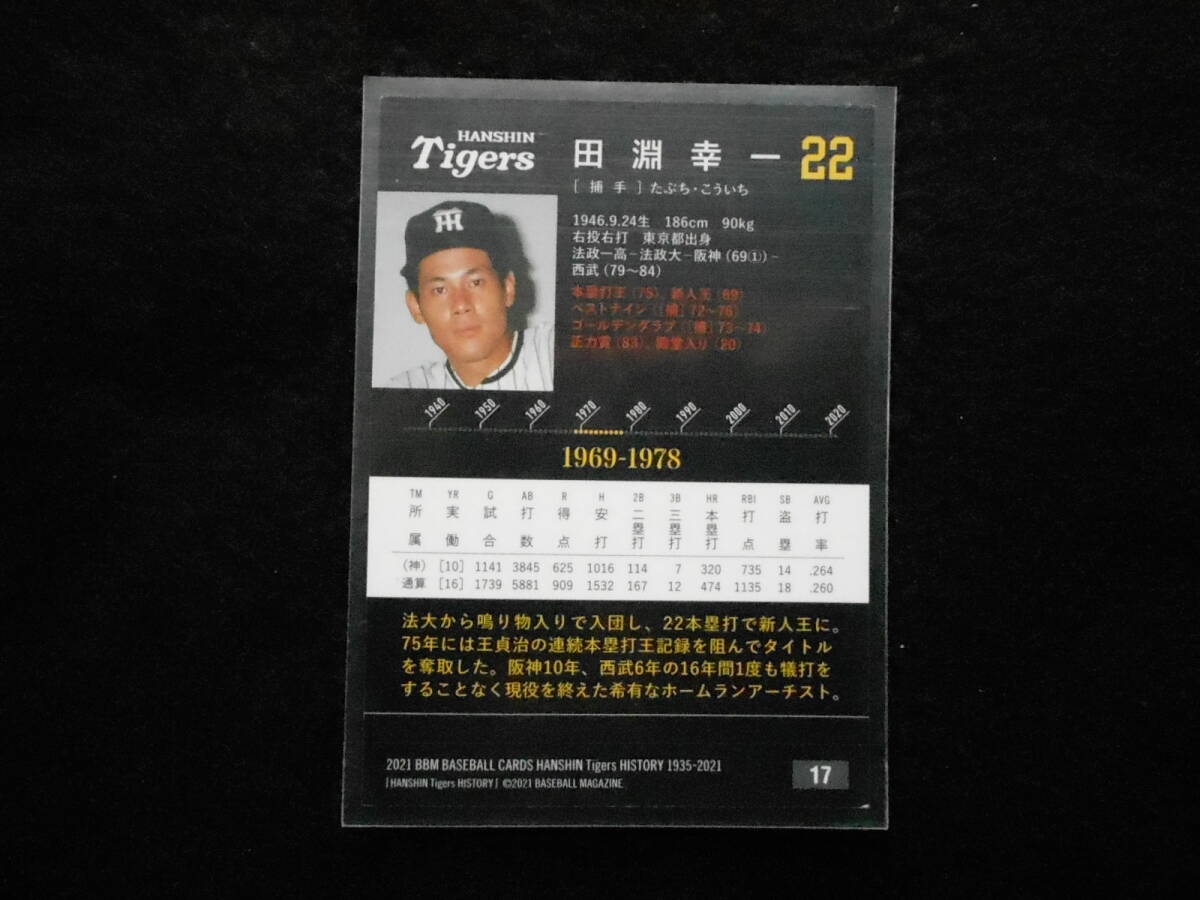 HANSHIN
Tigers
田淵幸一 22
[捕手] たぶち・こういち
TH
1946.9.24生 186cm 90kg
右投右打 東京都出身
法政一高－法政大－阪神(69①)－
西武(79〜84)
本塁打王(75)、新人王(69)
ベストナイン([捕]72〜76)
ゴールデングラブ([捕]73〜74)
正力賞(83)、殿堂入り(20)
1940 1950 1960 1970 1980 1990 2000 2010 2020
1969-1978
TM YR G AB R H 2B 3B HR RBI SB AVG
所属 実働 試合 打数 得点 安打 二塁打 三塁打 本塁打 打点 盗塁 打率
(神) [10] 1141 3845 625 1016 114 7 320 735 14 .264
通算 [16] 1739 5881 909 1532 167 12 474 1135 18 .260
法大から鳴り物入りで入団し、22本塁打で新人王に。
75年には王貞治の連続本塁打王記録を阻んでタイトル
を奪取した。阪神10年、西武6年の16年間1度も犠打を
することなく現役を終えた希有なホームランアーチスト。
2021 BBM BASEBALL CARDS HANSHIN Tigers HISTORY 1935-2021
「HANSHIN Tigers HISTORY」 ©2021 BASEBALL MAGAZINE.
17